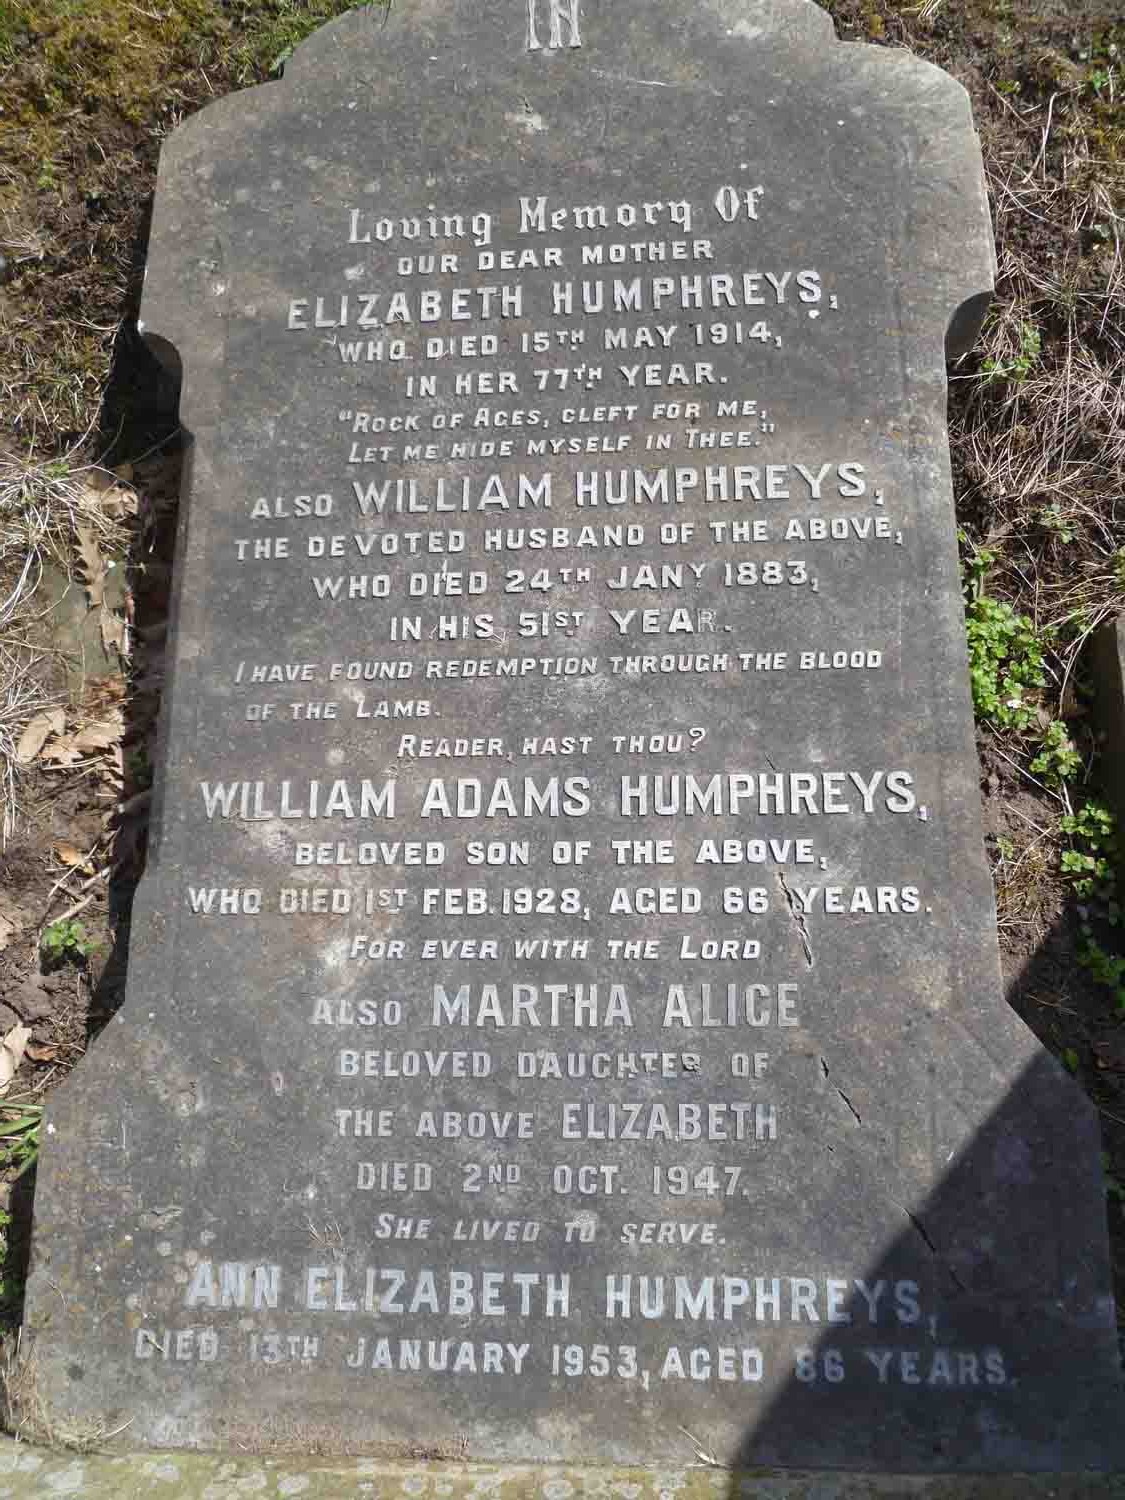 IN
Loving Memory Of
OUR DEAR MOTHER
ELIZABETH HUMPHREYS,
WHO DIED 15TH MAY 1914,
IN HER 77TH YEAR.
"ROCK OF AGES, CLEFT FOR ME,
LET ME HIDE MYSELF IN THEE."
ALSO WILLIAM HUMPHREYS,
THE DEVOTED HUSBAND OF THE ABOVE,
WHO DIED 24TH JANY 1883,
IN HIS 51ST YEAR.
I HAVE FOUND REDEMPTION THROUGH THE BLOOD
OF THE LAMB.
READER, HAST THOU?
WILLIAM ADAMS HUMPHREYS,
BELOVED SON OF THE ABOVE,
WHO DIED 1ST FEB. 1928, AGED 66 YEARS.
FOR EVER WITH THE LORD
ALSO MARTHA ALICE
BELOVED DAUGHTER OF
THE ABOVE ELIZABETH
DIED 2ND OCT. 1947.
SHE LIVED TO SERVE.
ANN ELIZABETH HUMPHREYS,
DIED 13TH JANUARY 1953, AGED 86 YEARS.